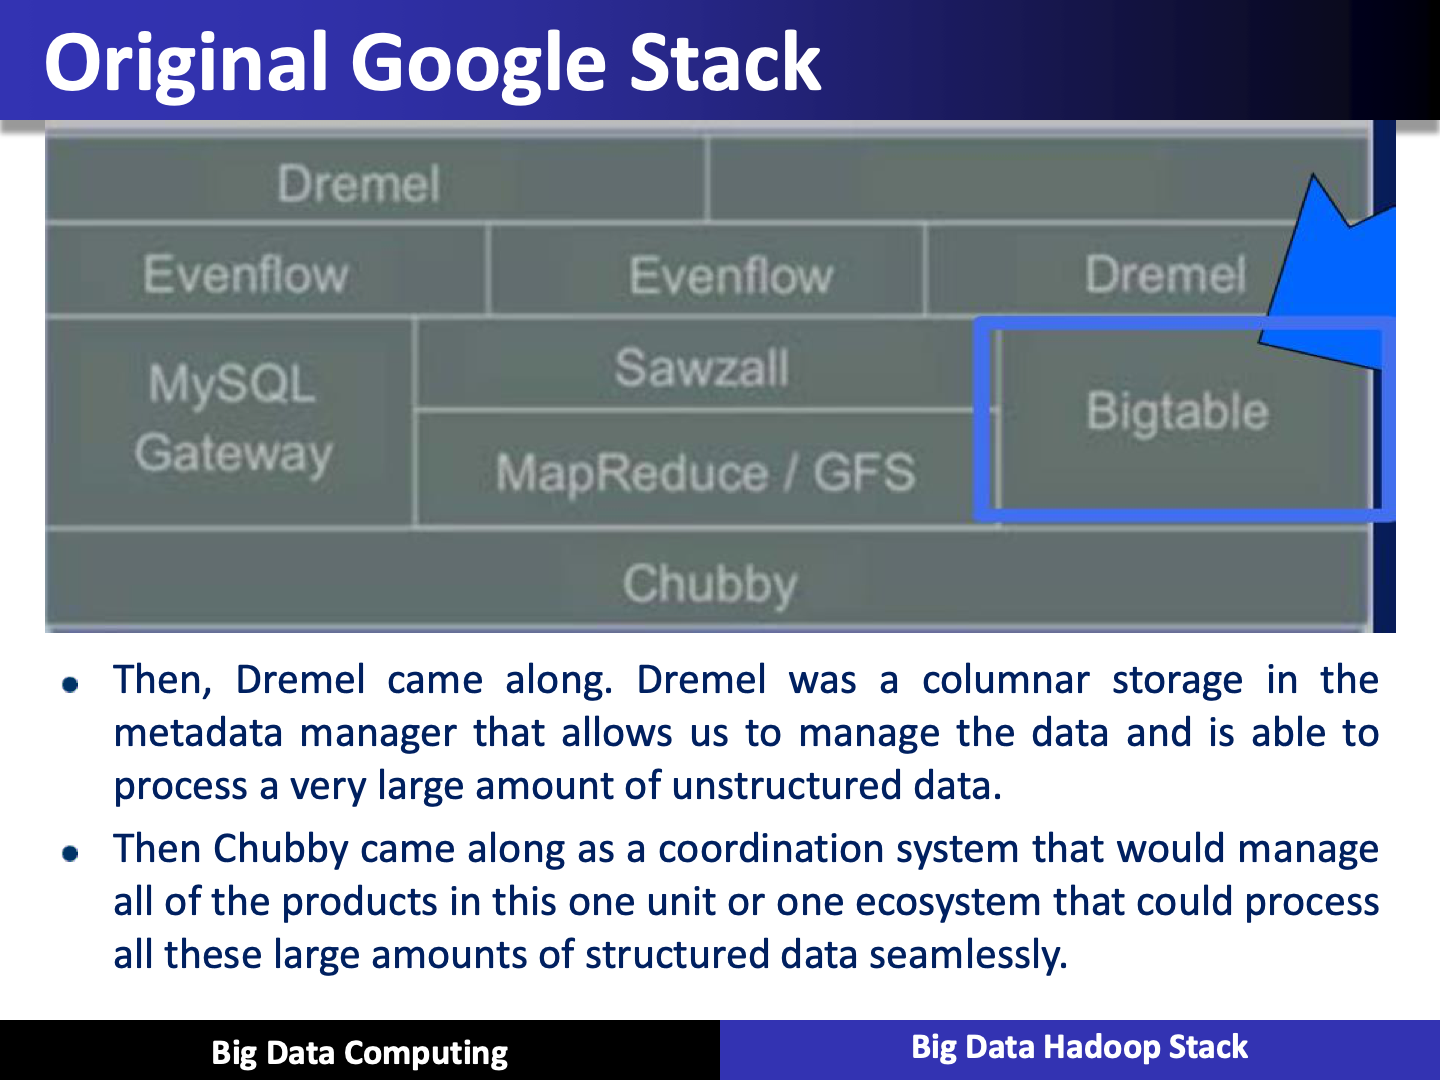 Original Google Stack
Dremel
Evenflow
Evenflow
Dremel
MySQL
Gateway
Sawzall
MapReduce / GFS
Bigtable
Chubby
Then, Dremel came along. Dremel was a columnar storage in the
metadata manager that allows us to manage the data and is able to
process a very large amount of unstructured data.
Then Chubby came along as a coordination system that would manage
all of the products in this one unit or one ecosystem that could process
all these large amounts of structured data seamlessly.
Big Data Computing
Big Data Hadoop Stack